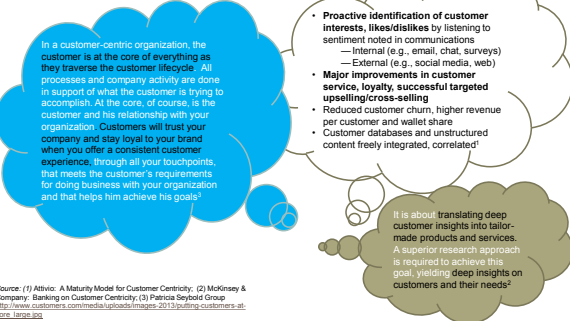 In a customer-centric organization, the
customer is at the core of everything as
they traverse the customer lifecycle. All
processes and company activity are done
in support of what the customer is trying to
accomplish. At the core, of course, is the
customer and his relationship with your
organization. Customers will trust your
company and stay loyal to your brand
when you offer a consistent customer
experience, through all your touchpoints,
that meets the customer's requirements
for doing business with your organization
and that helps him achieve his goals³
• Proactive identification of customer
interests, likes/dislikes by listening to
sentiment noted in communications
— Internal (e.g., email, chat, surveys)
— External (e.g., social media, web)
• Major improvements in customer
service, loyalty, successful targeted
upselling/cross-selling
• Reduced customer churn, higher revenue
per customer and wallet share
• Customer databases and unstructured
content freely integrated, correlated¹
It is about translating deep
customer insights into tailor-
made products and services.
A superior research approach
is required to achieve this
goal, yielding deep insights on
customers and their needs²
ource: (1) Attivio: A Maturity Model for Customer Centricity; (2) McKinsey &
ompany: Banking on Customer Centricity; (3) Patricia Seybold Group
ttp://www.customers.com/media/uploads/images-2013/putting-customers-at-
ore_large.jpg